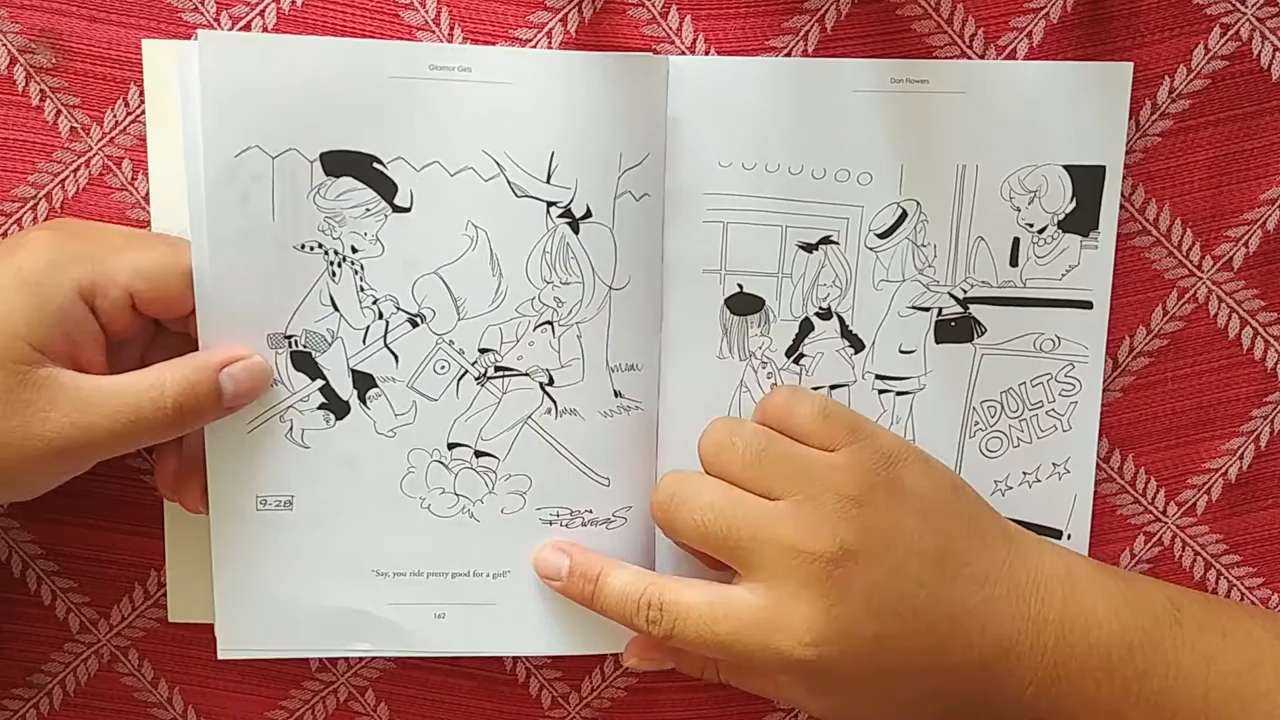 Glamor Girls
9-28
DON
FLOWERS
"Say, you ride pretty good for a girl!"
162
Don Flowers
ADULTS
ONLY